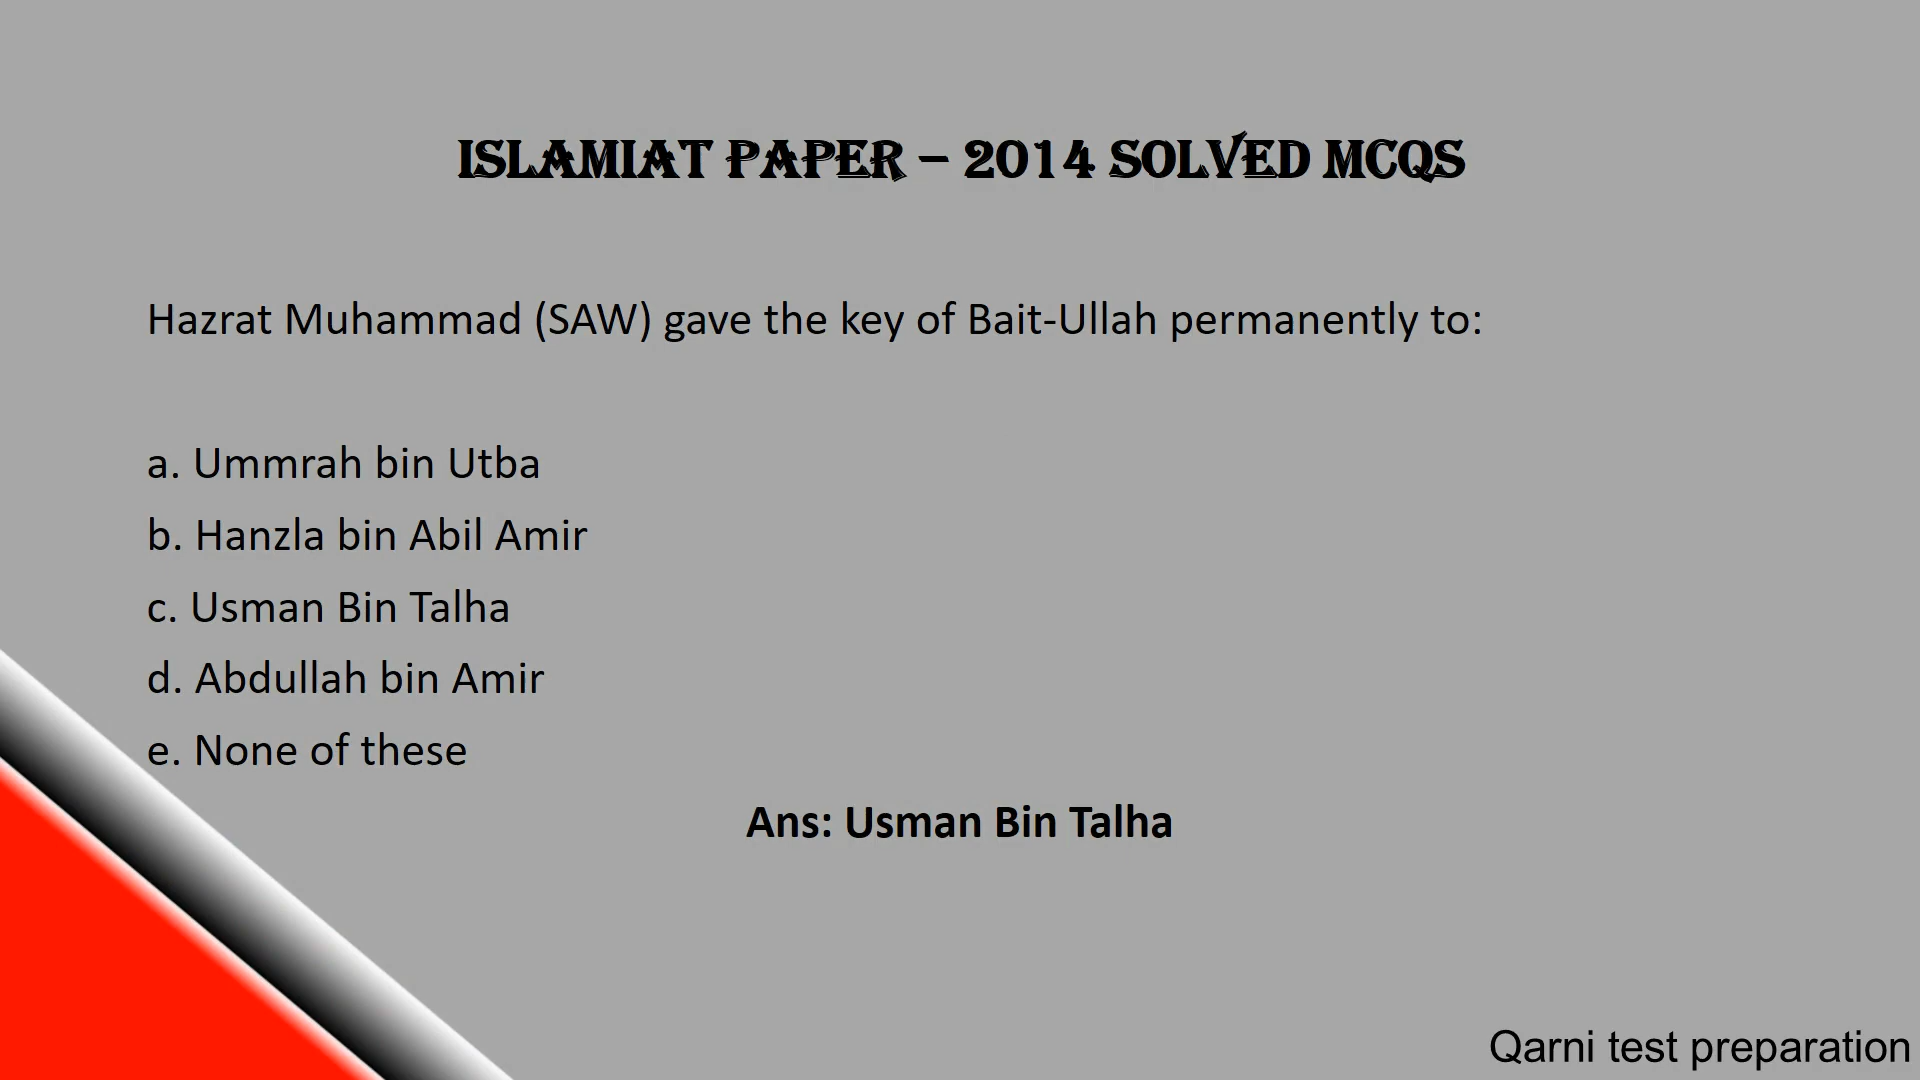 ISLAMIAT PAPER – 2014 SOLVED MCQS
Hazrat Muhammad (SAW) gave the key of Bait-Ullah permanently to:
a. Ummrah bin Utba
b. Hanzla bin Abil Amir
c. Usman Bin Talha
d. Abdullah bin Amir
e. None of these
Ans: Usman Bin Talha
Qarni test preparation